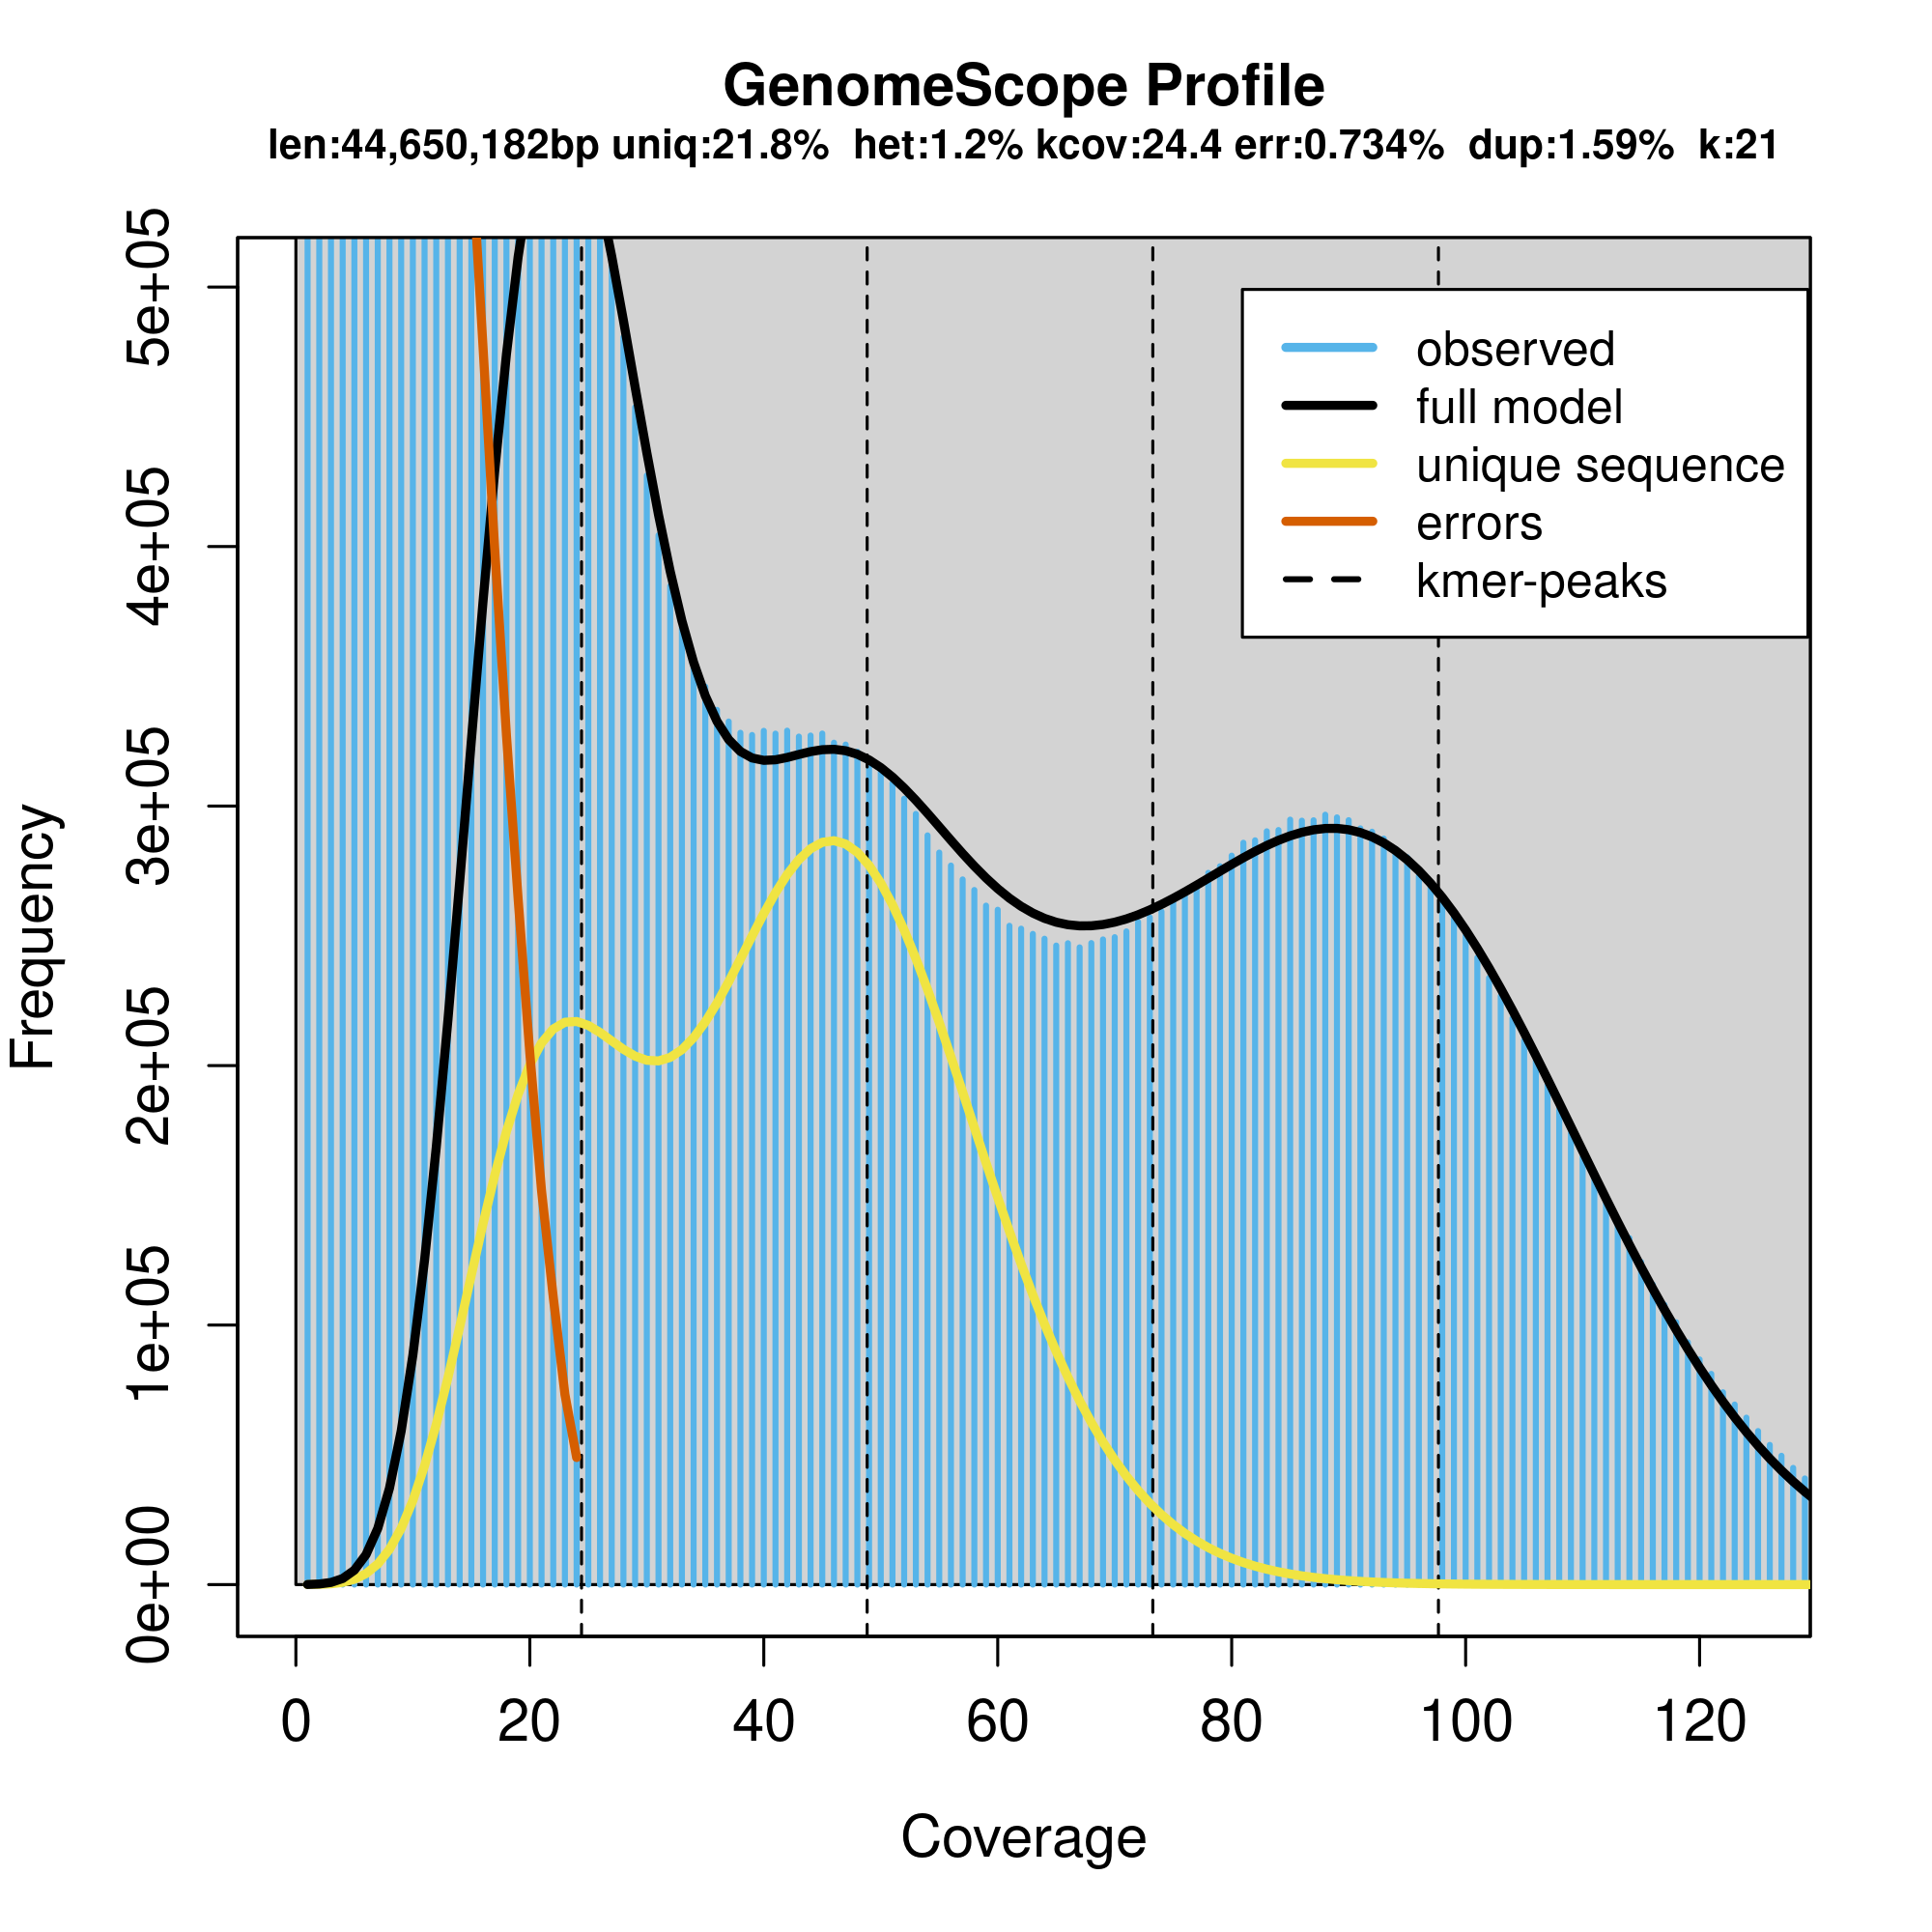 GenomeScope Profile
len:44,650,182bp uniq:21.8% het:1.2% kcov:24.4 err:0.734% dup:1.59% k:21
Frequency
5e+05
4e+05
3e+05
2e+05
1e+05
0e+00
observed
full model
unique sequence
errors
kmer-peaks
0 20 40 60 80 100 120
Coverage